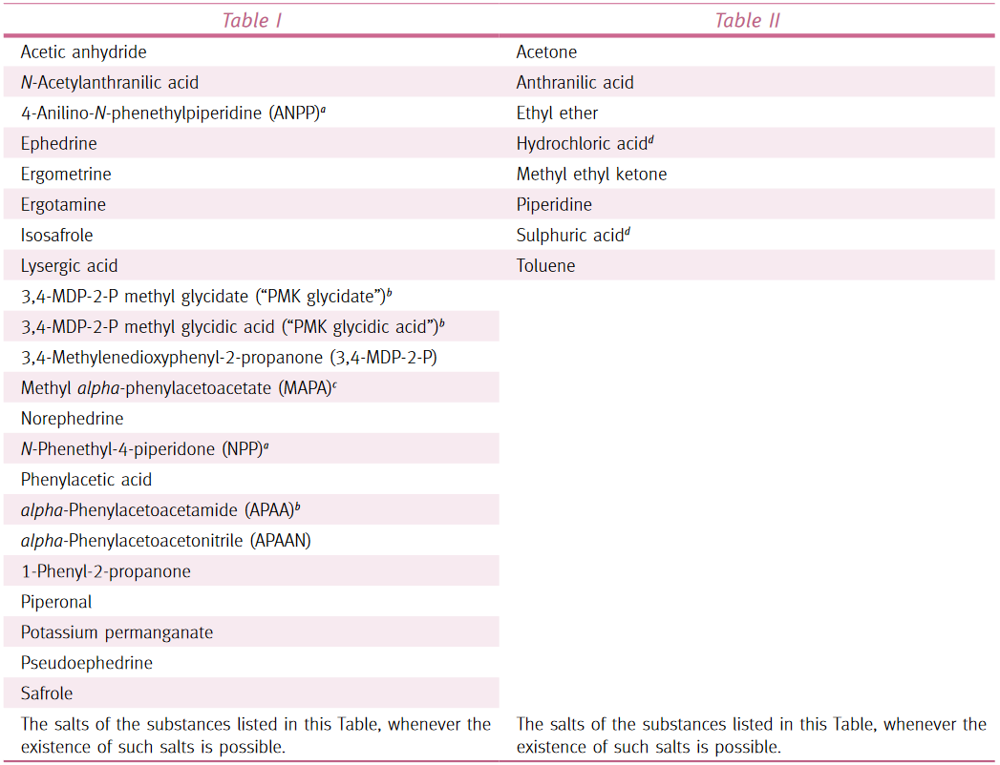 Table I
Table II
Acetic anhydride
Acetone
N-Acetylanthranilic acid
Anthranilic acid
4-Anilino-N-phenethylpiperidine (ANPP)a
Ethyl ether
Ephedrine
Hydrochloric acidd
Ergometrine
Methyl ethyl ketone
Ergotamine
Piperidine
Isosafrole
Sulphuric acidd
Lysergic acid
Toluene
3,4-MDP-2-P methyl glycidate (“PMK glycidate”)b
3,4-MDP-2-P methyl glycidic acid (“PMK glycidic acid”)b
3,4-Methylenedioxyphenyl-2-propanone (3,4-MDP-2-P)
Methyl alpha-phenylacetoacetate (MAPA)c
Norephedrine
N-Phenethyl-4-piperidone (NPP)a
Phenylacetic acid
alpha-Phenylacetoacetamide (APAA)b
alpha-Phenylacetoacetonitrile (APAAN)
1-Phenyl-2-propanone
Piperonal
Potassium permanganate
Pseudoephedrine
Safrole
The salts of the substances listed in this Table, whenever the
existence of such salts is possible.
The salts of the substances listed in this Table, whenever the
existence of such salts is possible.